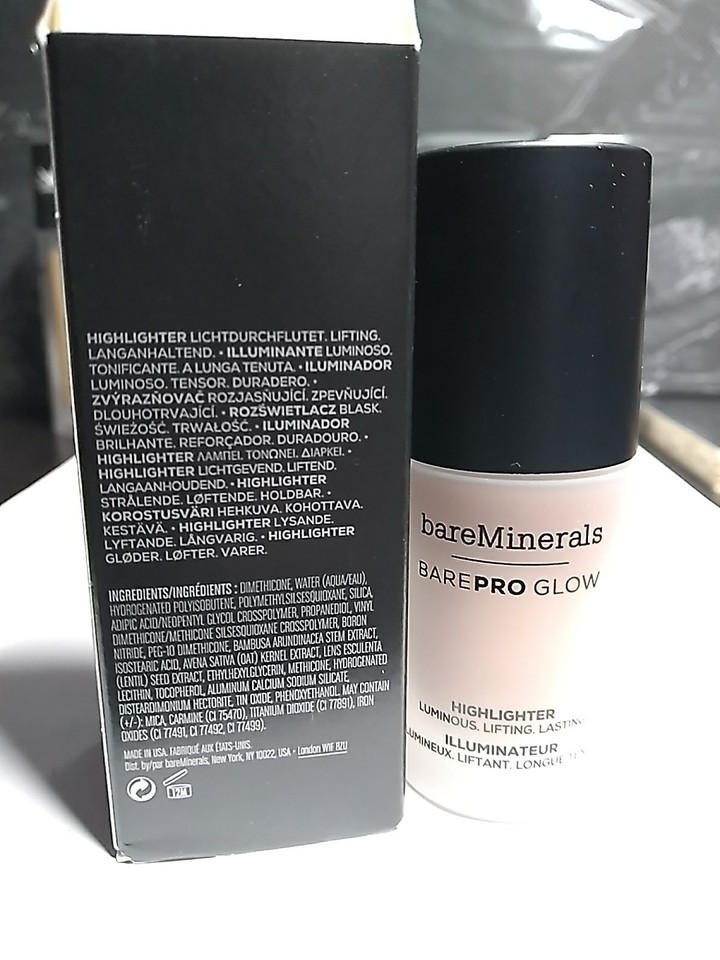 HIGHLIGHTER LICHTDURCHFLUTET. LIFTING.
LANGANHALTEND. • ILLUMINANTE LUMINOSO.
TONIFICANTE. A LUNGA TENUTA. • ILUMINADOR
LUMINOSO. TENSOR. DURADERO. •
ZVÝRAZŇOVAČ ROZJASŇUJÍCÍ. ZPEVŇUJÍCÍ.
DLOUHOTRVAJÍCÍ. • ROZŚWIETLACZ BLASK.
ŚWIEŻOŚĆ. TRWAŁOŚĆ. • ILUMINADOR
BRILHANTE. REFORÇADOR. DURADOURO. •
HIGHLIGHTER ΛΑΜΠΕΙ. ΤΟΝΩΝΕΙ. ΔΙΑΡΚΕΙ. •
HIGHLIGHTER LICHTGEVEND. LIFTEND.
LANGAANHOUDEND. • HIGHLIGHTER
STRÅLENDE. LØFTENDE. HOLDBAR. •
KOROSTUSVÄRI HEHKUVA. KOHOTTAVA.
KESTÄVÄ. • HIGHLIGHTER LYSANDE.
LYFTANDE. LÅNGVARIG. • HIGHLIGHTER
GLØDER. LØFTER. VARER.
INGREDIENTS/INGRÉDIENTS : DIMETHICONE, WATER (AQUA/EAU),
HYDROGENATED POLYISOBUTENE, POLYMETHYLSILSESQUIOXANE, SILICA,
ADIPIC ACID/NEOPENTYL GLYCOL CROSSPOLYMER, PROPANEDIOL, VINYL
DIMETHICONE/METHICONE SILSESQUIOXANE CROSSPOLYMER, BORON
NITRIDE, PEG-10 DIMETHICONE, BAMBUSA ARUNDINACEA STEM EXTRACT,
ISOSTEARIC ACID, AVENA SATIVA (OAT) KERNEL EXTRACT, LENS ESCULENTA
(LENTIL) SEED EXTRACT, ETHYLHEXYLGLYCERIN, METHICONE, HYDROGENATED
LECITHIN, TOCOPHEROL, ALUMINUM CALCIUM SODIUM SILICATE,
DISTEARDIMONIUM HECTORITE, TIN OXIDE, PHENOXYETHANOL. MAY CONTAIN
(+/-): MICA, CARMINE (CI 75470), TITANIUM DIOXIDE (CI 77891), IRON
OXIDES (CI 77491, CI 77492, CI 77499).
MADE IN USA. FABRIQUÉ AUX ÉTATS-UNIS.
Dist. by/par bareMinerals, New York, NY 10022, USA • London W1F 8ZU
12M
bareMinerals
BAREPRO GLOW
HIGHLIGHTER
LUMINOUS. LIFTING. LASTING
ILLUMINATEUR
LUMINEUX. LIFTANT. LONGUE